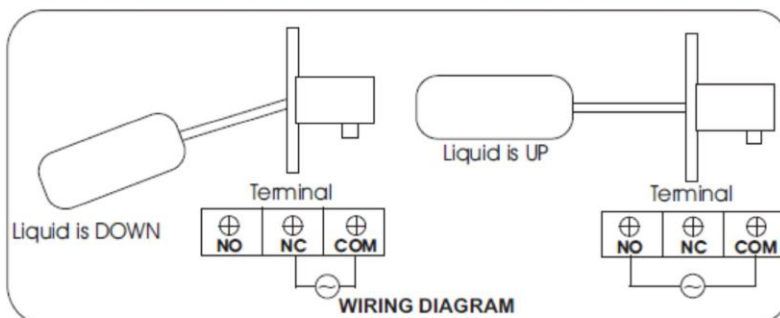 Liquid is UP
Terminal
Terminal
Liquid is DOWN
NO NC COM
NO NC COM
WIRING DIAGRAM